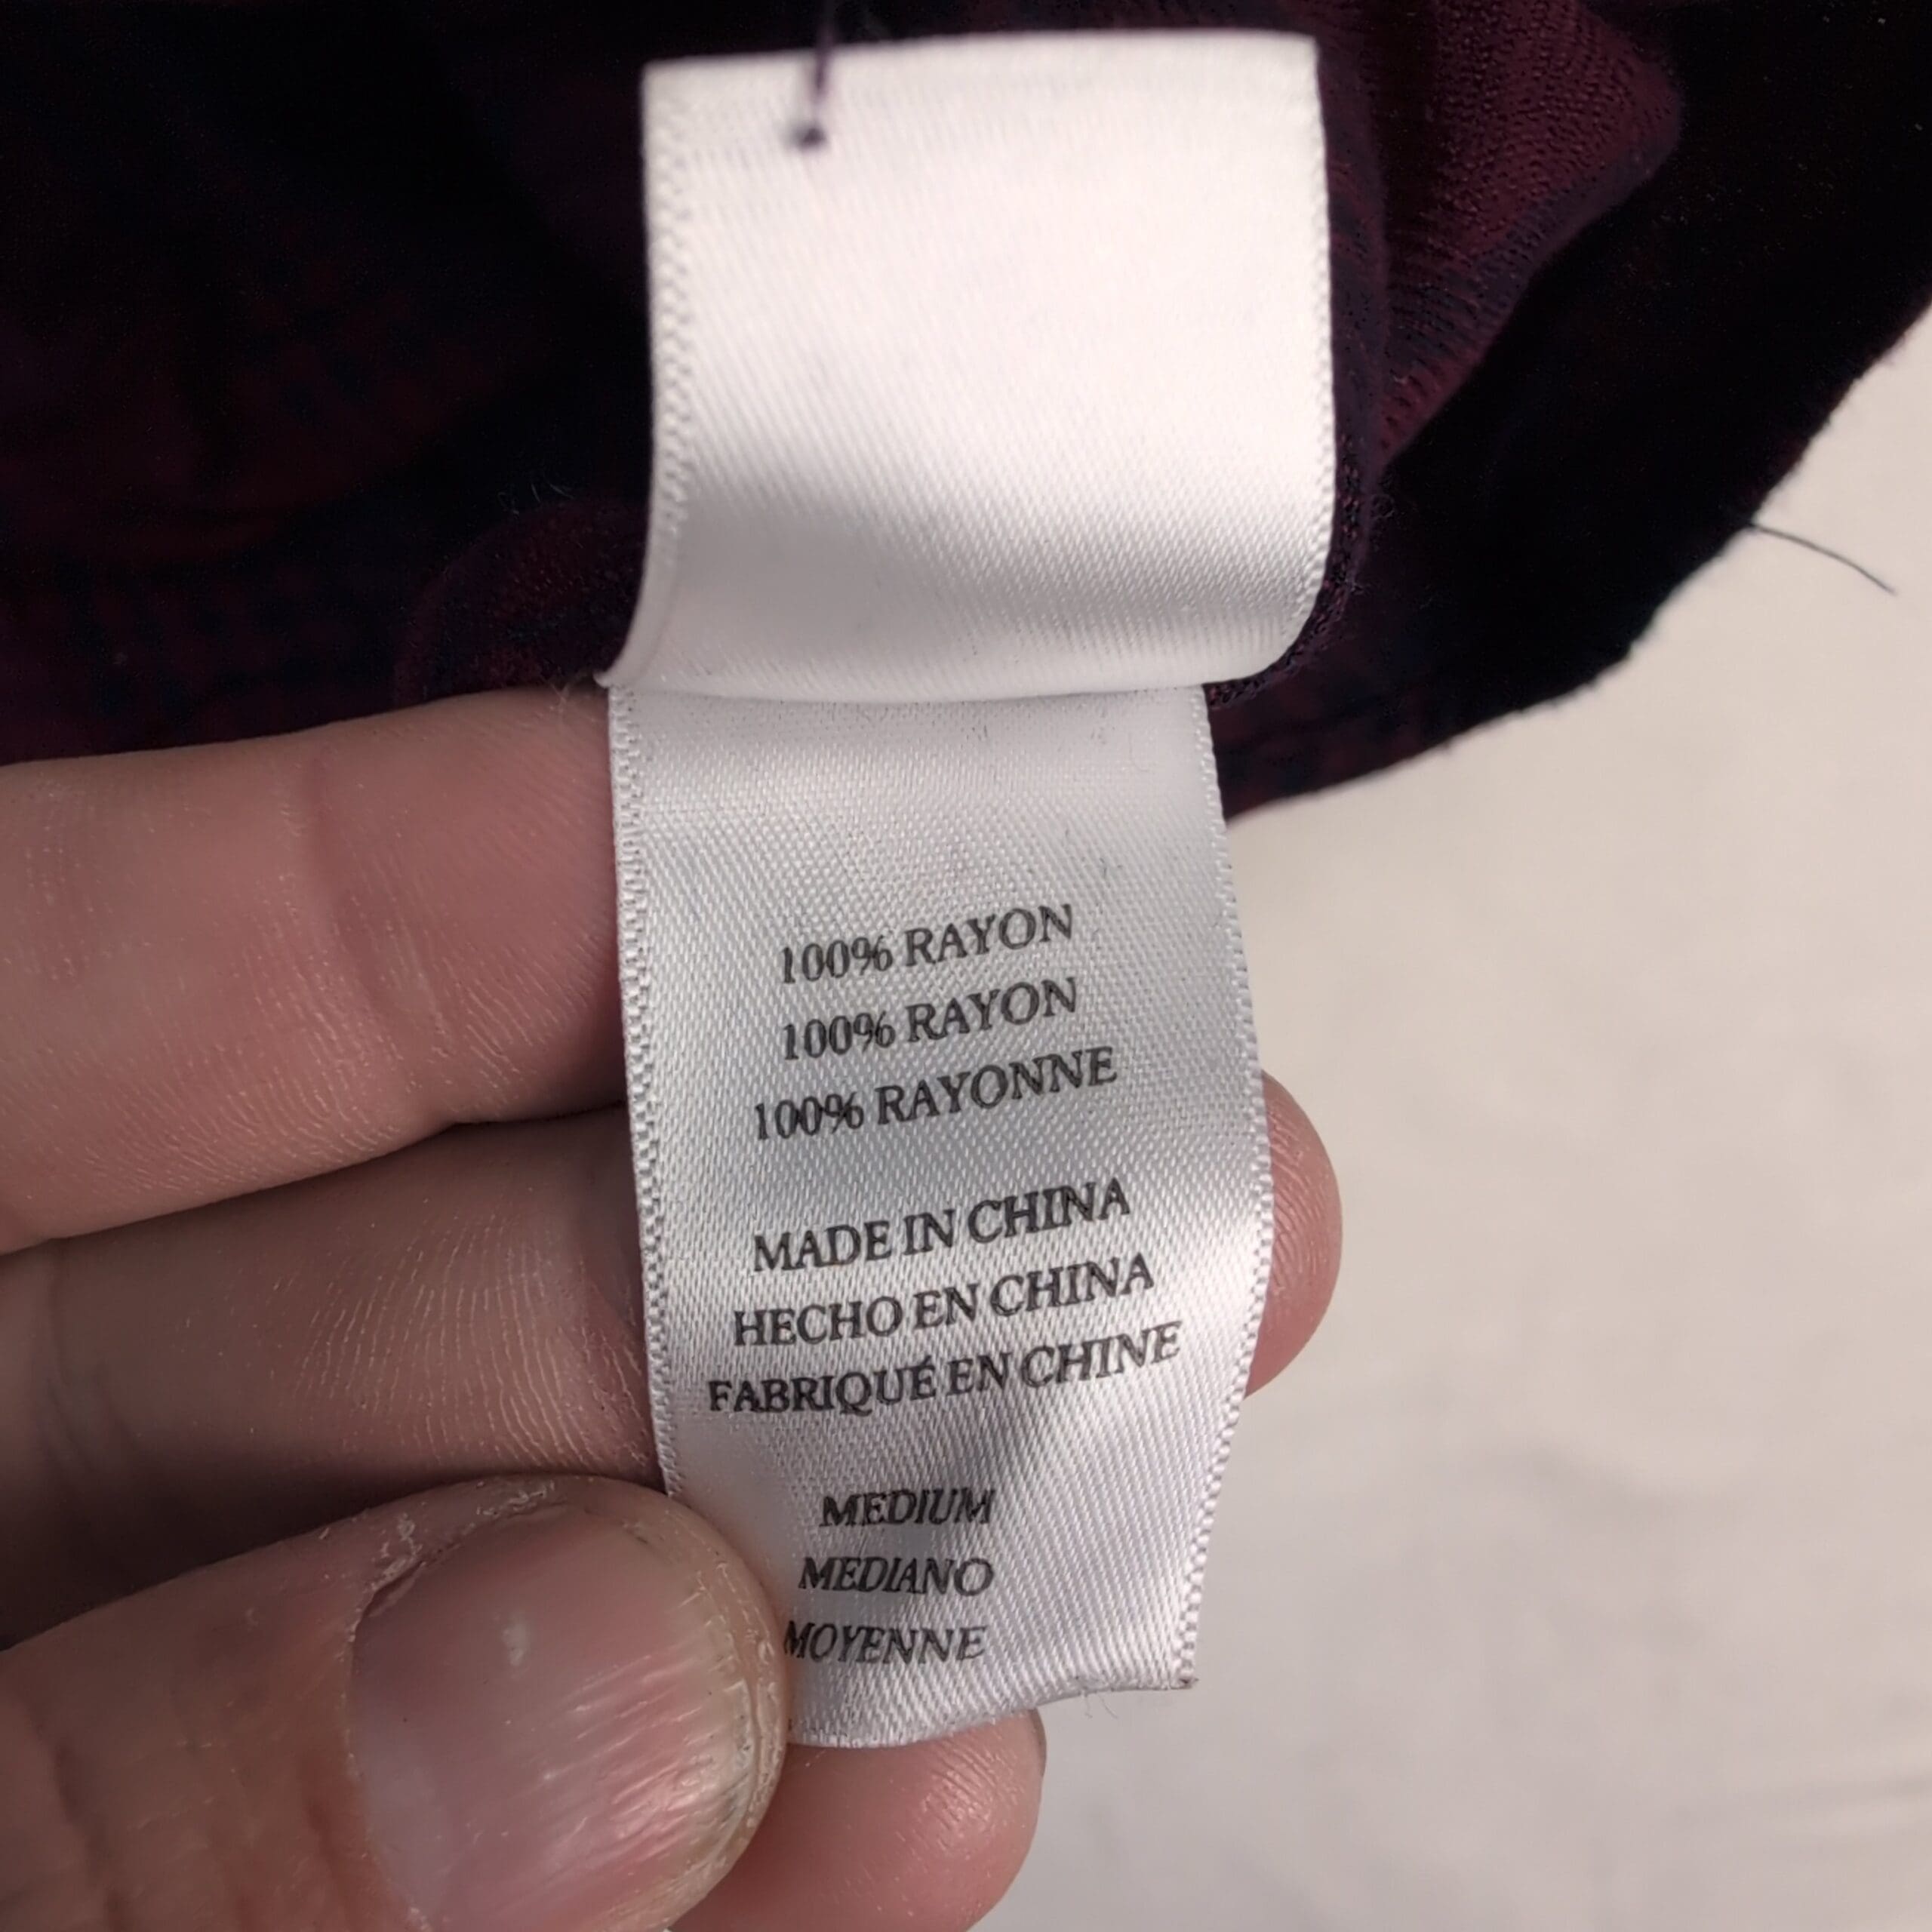 100% RAYON
100% RAYON
100% RAYONNE
MADE IN CHINA
HECHO EN CHINA
FABRIQUÉ EN CHINE
MEDIUM
MEDIANO
MOYENNE